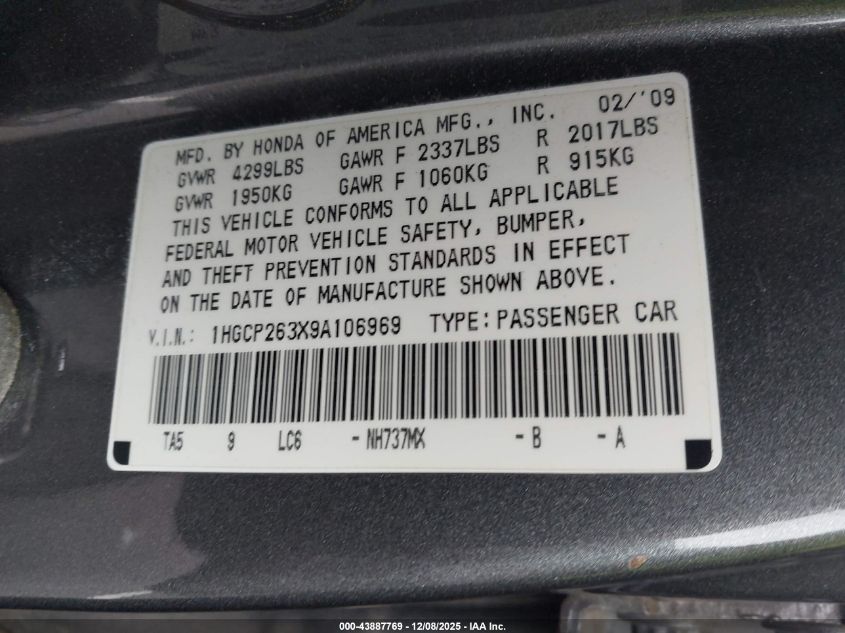 MFD. BY HONDA OF AMERICA MFG., INC. 02/'09
GVWR 4299LBS GAWR F 2337LBS R 2017LBS
GVWR 1950KG GAWR F 1060KG R 915KG
THIS VEHICLE CONFORMS TO ALL APPLICABLE
FEDERAL MOTOR VEHICLE SAFETY, BUMPER,
AND THEFT PREVENTION STANDARDS IN EFFECT
ON THE DATE OF MANUFACTURE SHOWN ABOVE.
V.I.N.: 1HGCP263X9A106969 TYPE: PASSENGER CAR
TA5 9 LC6 - NH737MX - B - A
000-43887769 - 12/08/2025 - IAA Inc.